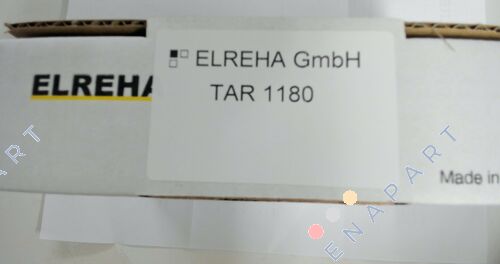 ELREHA GmbH
TAR 1180
ELREHA
Made in
ENAPART